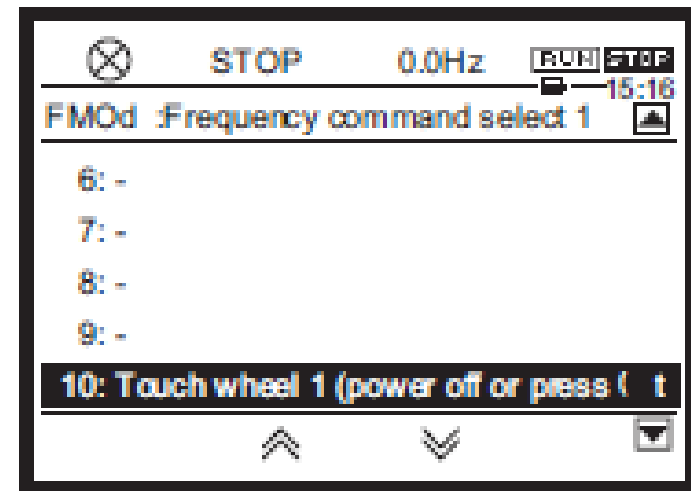 STOP 0.0Hz RUN STOP
15:16
FMOd :Frequency command select 1
6: -
7: -
8: -
9: -
10: Touch wheel 1 (power off or press ( t